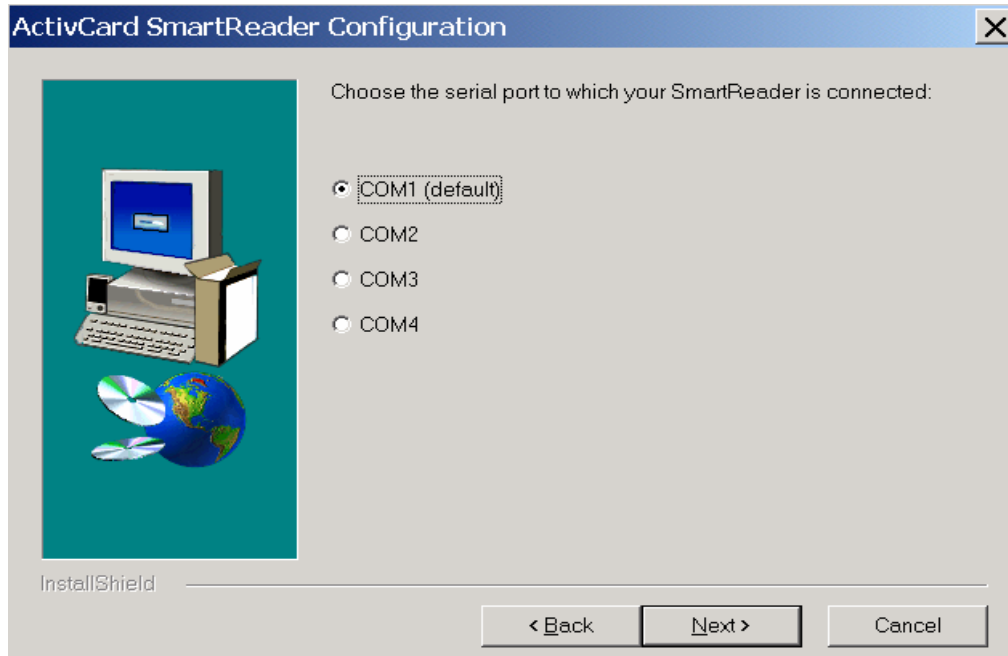 ActivCard SmartReader Configuration
Choose the serial port to which your SmartReader is connected:
COM1 (default)
COM2
COM3
COM4
InstallShield
< Back Next > Cancel